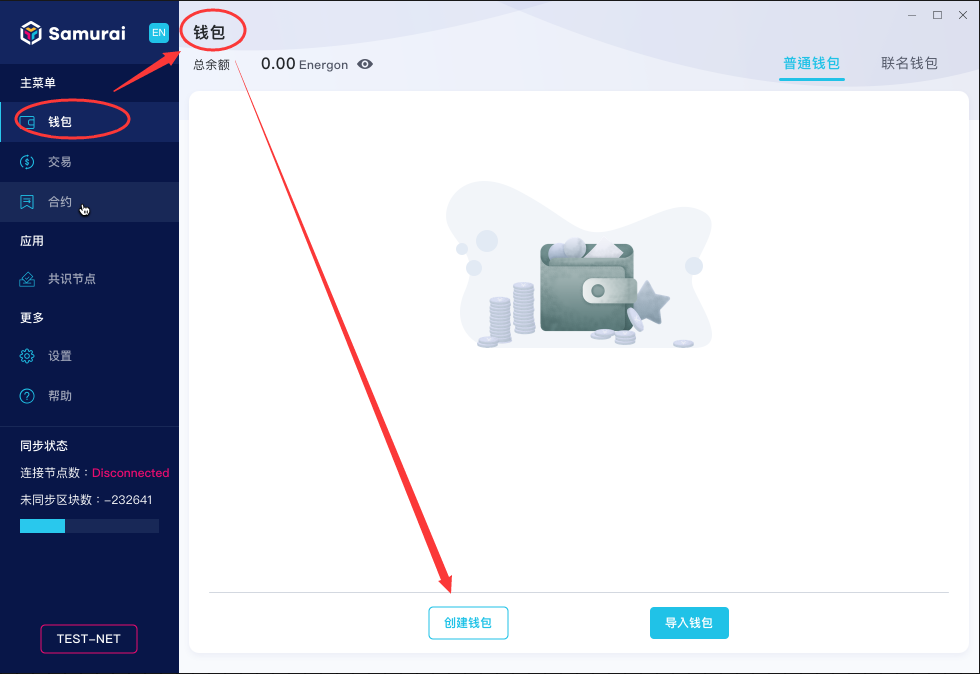 Samurai
EN
主菜单
钱包
交易
合约
应用
共识节点
更多
设置
帮助
同步状态
连接节点数：Disconnected
未同步区块数：-232641
TEST-NET
钱包
总余额 0.00 Energon
普通钱包 联名钱包
创建钱包 导入钱包